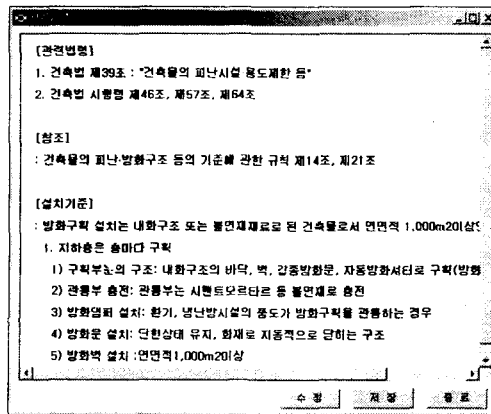 [관련법령]
1. 건축법 제39조 : "건축물의 피난시설 용도제한 등"
2. 건축법 시행령 제46조, 제57조, 제64조
[참조]
: 건축물의 피난·방화구조 등의 기준에 관한 규칙 제14조, 제21조
[설치기준]
: 방화구획 설치는 내화구조 또는 불연재료로 된 건축물로서 연면적 1,000m20이상
1. 지하층은 층마다 구획
1) 구획부분의 구조: 내화구조의 바닥, 벽, 갑종방화문, 자동방화셔터로 구획(방화
2) 관통부 충전: 관통부는 시멘트모르타르 등 불연재로 충전
3) 방화댐퍼 설치: 환기, 냉난방시설의 풍도가 방화구획을 관통하는 경우
4) 방화문 설치: 닫힌상태 유지, 화재로 자동적으로 닫히는 구조
5) 방화벽 설치 :연면적1,000m20이상
수 정 저 장 종 료